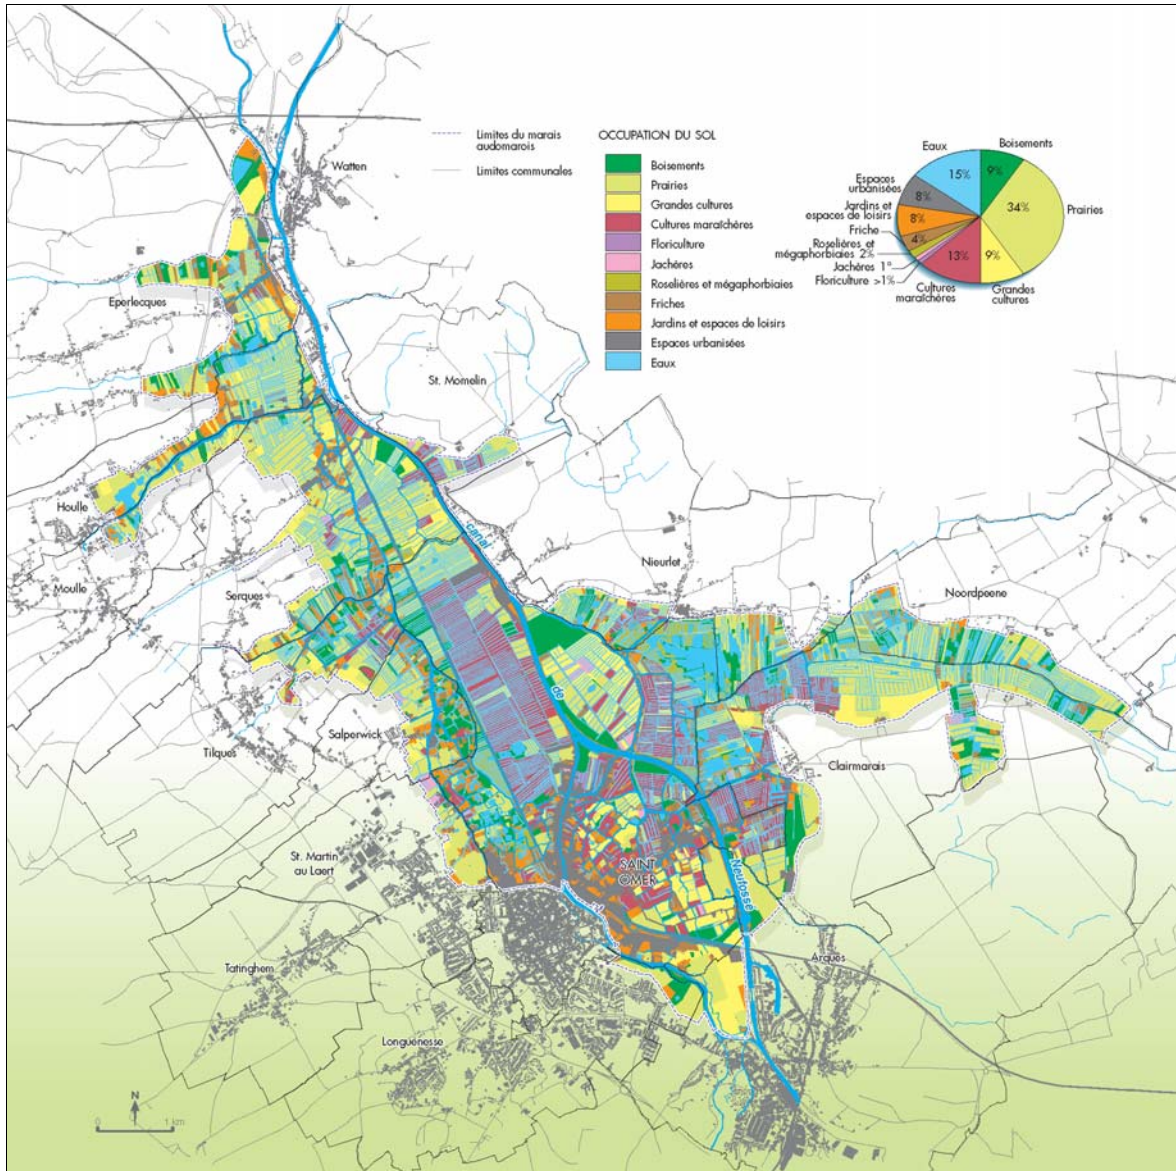 Limites du marais
audomarois
Limites communales
OCCUPATION DU SOL
Boisements
Prairies
Grandes cultures
Cultures maraîchères
Floriculture
Jachères
Roselières et mégaphorbiaies
Friches
Jardins et espaces de loisirs
Espaces urbanisées
Eaux
Eaux
Boisements
Espaces
urbanisées
Jardins et
espaces de loisirs
Friche
Roselières et
mégaphorbiaies 2%
Jachères 1°
Floriculture >1%
Cultures
maraîchères
Grandes
cultures
Prairies
15%
9%
8%
34%
8%
4%
13%
9%
Watten
Eperlecques
St. Momelin
Houlle
Moulle
Serques
Nieurlet
Noordpeene
canal
de
Neufossé
Tilques
Salperwick
Clairmarais
St. Martin
au Laert
SAINT
OMER
Tatinghem
Arques
Longuenesse
N
0
1 km